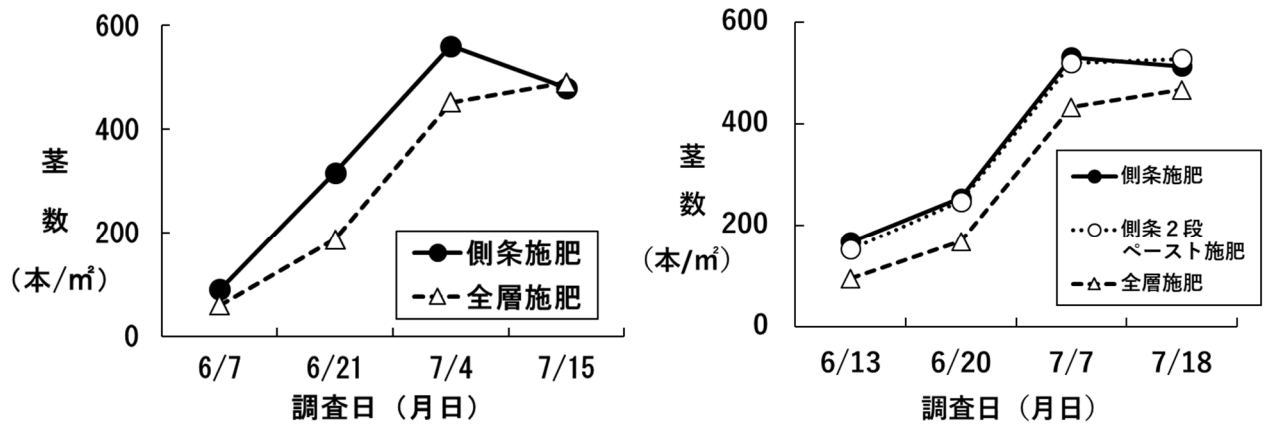 600
400
200
0
茎
数
（本/㎡）
側条施肥
全層施肥
6/7
6/21
7/4
7/15
調査日（月日）
600
400
200
0
茎
数
（本/㎡）
側条施肥
側条２段
ペースト施肥
全層施肥
6/13
6/20
7/7
7/18
調査日（月日）